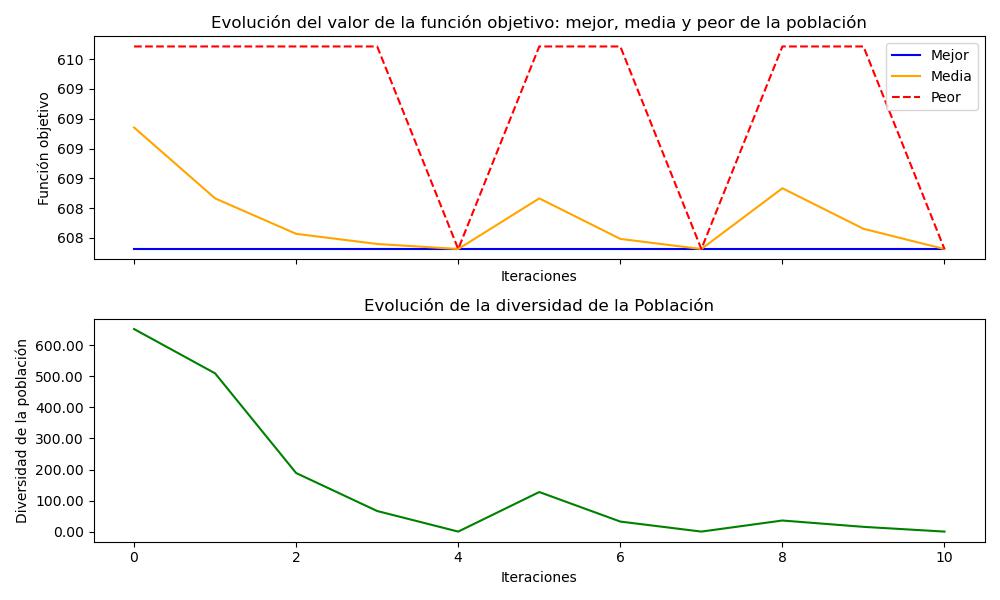 Evolución del valor de la función objetivo: mejor, media y peor de la población
Función objetivo
610
609
609
609
609
608
608
Mejor
Media
Peor
Iteraciones
Evolución de la diversidad de la Población
Diversidad de la población
600.00
500.00
400.00
300.00
200.00
100.00
0.00
0 2 4 6 8 10
Iteraciones